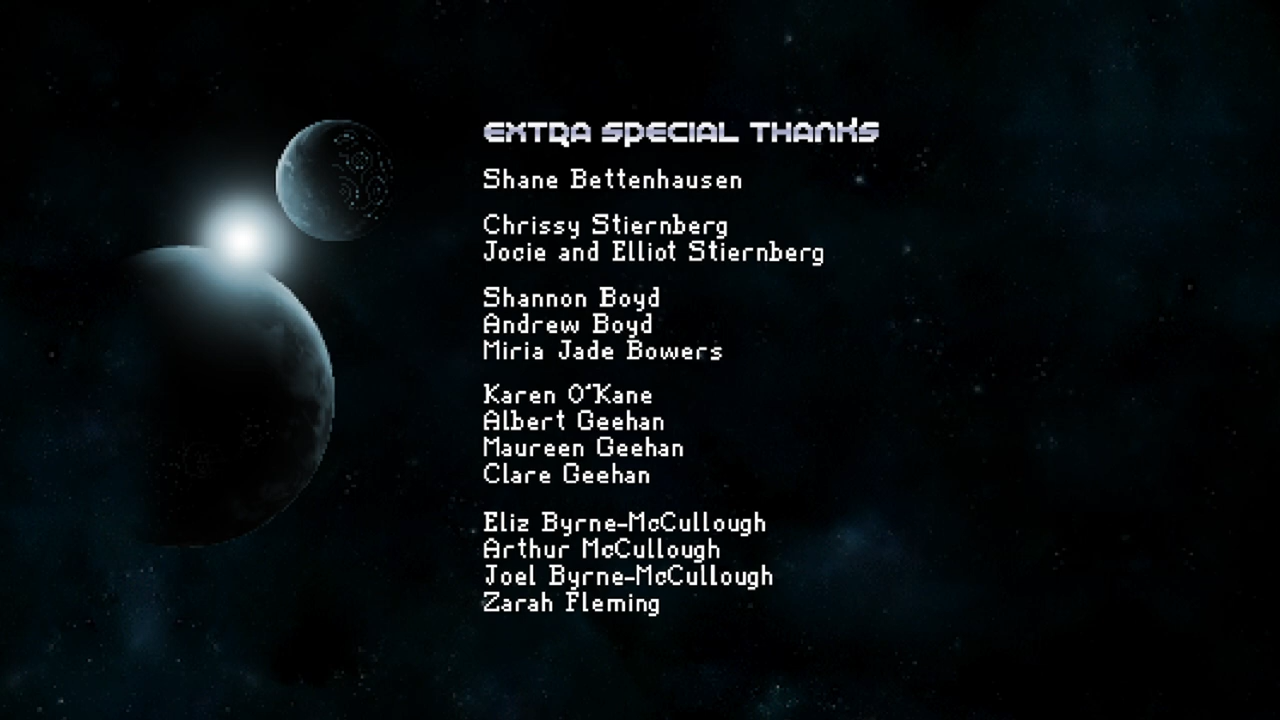 EXTRA SPECIAL THANKS
Shane Bettenhausen
Chrissy Stiernberg
Jocie and Elliot Stiernberg
Shannon Boyd
Andrew Boyd
Miria Jade Bowers
Karen O'Kane
Albert Geehan
Maureen Geehan
Clare Geehan
Eliz Byrne-McCullough
Arthur McCullough
Joel Byrne-McCullough
Zarah Fleming